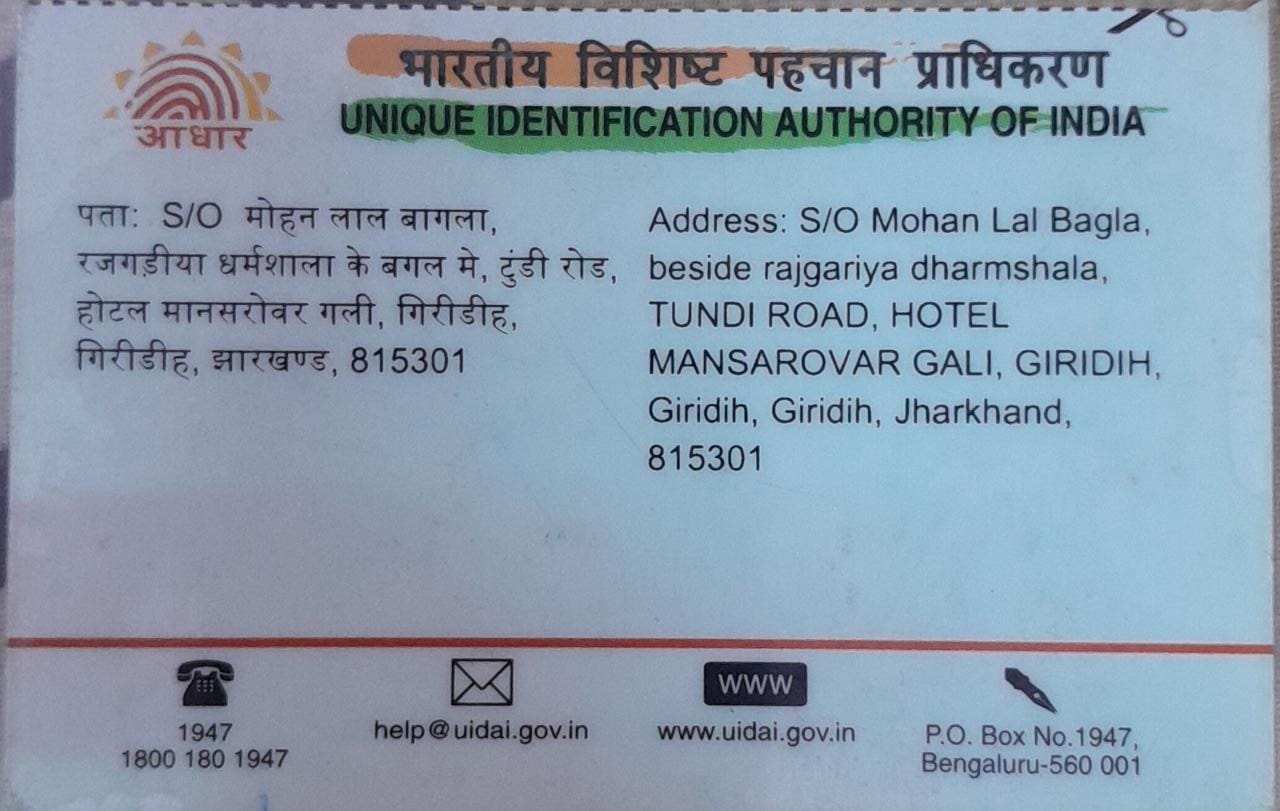 भारतीय विशिष्ट पहचान प्राधिकरण
UNIQUE IDENTIFICATION AUTHORITY OF INDIA
आधार
पता: S/O मोहन लाल बागला,
रजगड़ीया धर्मशाला के बगल मे, टुंडी रोड,
होटल मानसरोवर गली, गिरीडीह,
गिरीडीह, झारखण्ड, 815301
Address: S/O Mohan Lal Bagla,
beside rajgariya dharmshala,
TUNDI ROAD, HOTEL
MANSAROVAR GALI, GIRIDIH,
Giridih, Giridih, Jharkhand,
815301
1947
1800 180 1947
help@uidai.gov.in
WWW
www.uidai.gov.in
P.O. Box No.1947,
Bengaluru-560 001